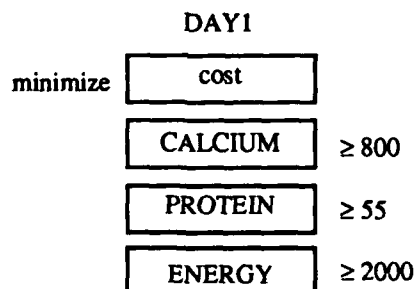 DAY1
minimize cost
CALCIUM ≥ 800
PROTEIN ≥ 55
ENERGY ≥ 2000